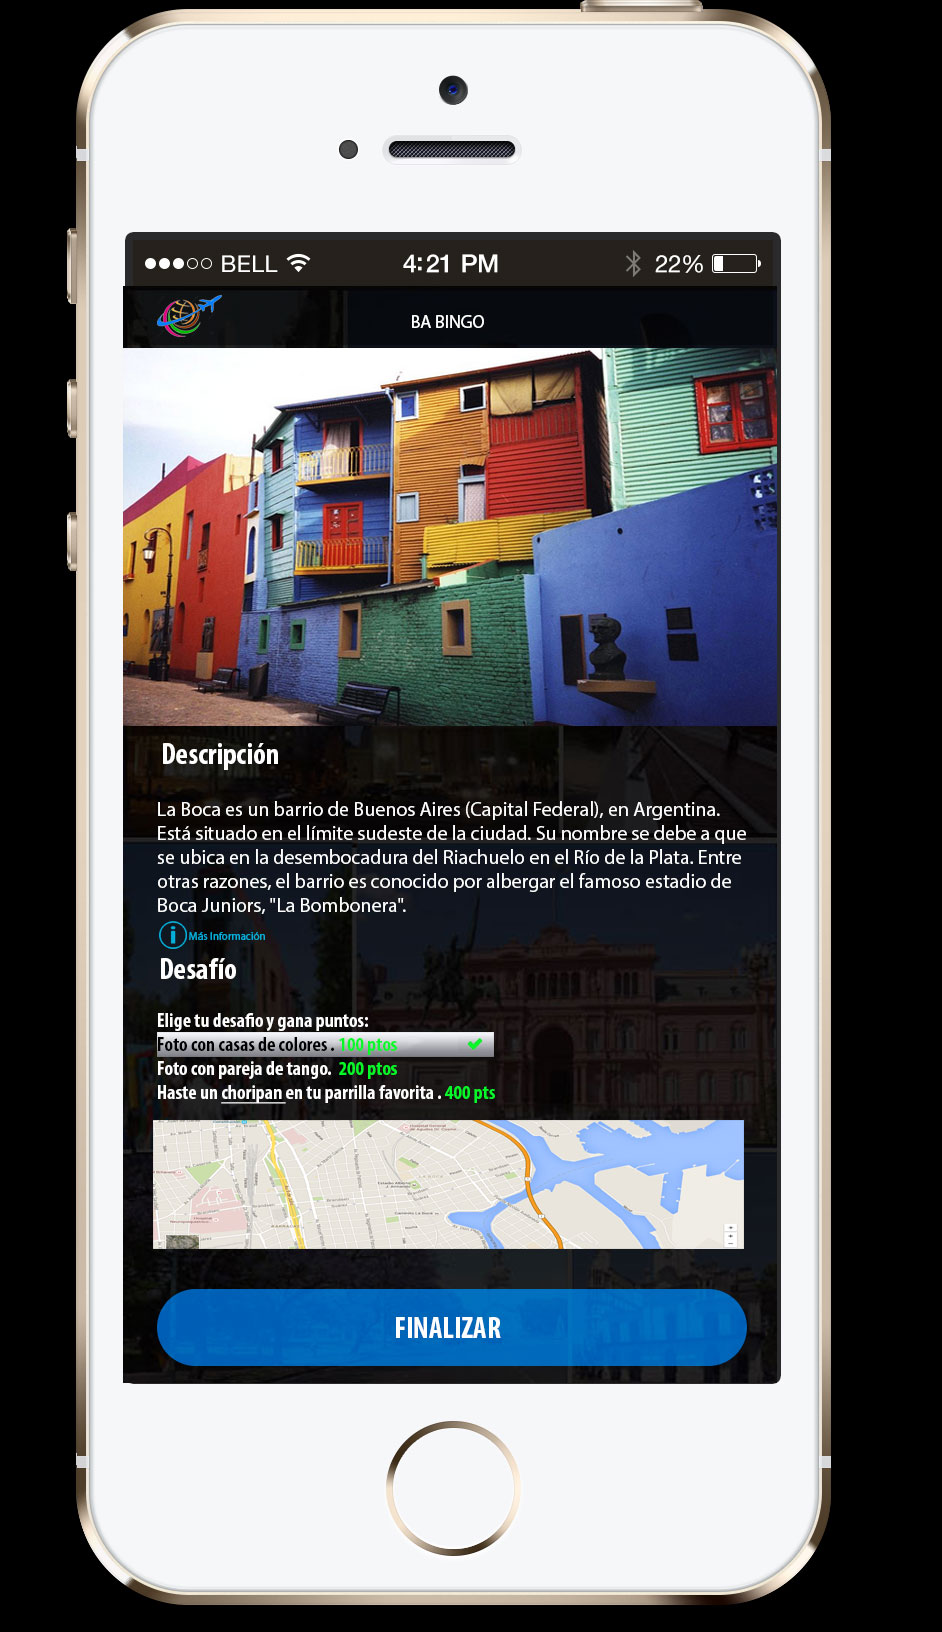 BELL
4:21 PM
22%
BA BINGO
Descripción
La Boca es un barrio de Buenos Aires (Capital Federal), en Argentina.
Está situado en el límite sudeste de la ciudad. Su nombre se debe a que
se ubica en la desembocadura del Riachuelo en el Río de la Plata. Entre
otras razones, el barrio es conocido por albergar el famoso estadio de
Boca Juniors, "La Bombonera".
Más Información
Desafío
Elige tu desafio y gana puntos:
Foto con casas de colores . 100 ptos
Foto con pareja de tango. 200 ptos
Haste un choripan en tu parrilla favorita . 400 pts
FINALIZAR